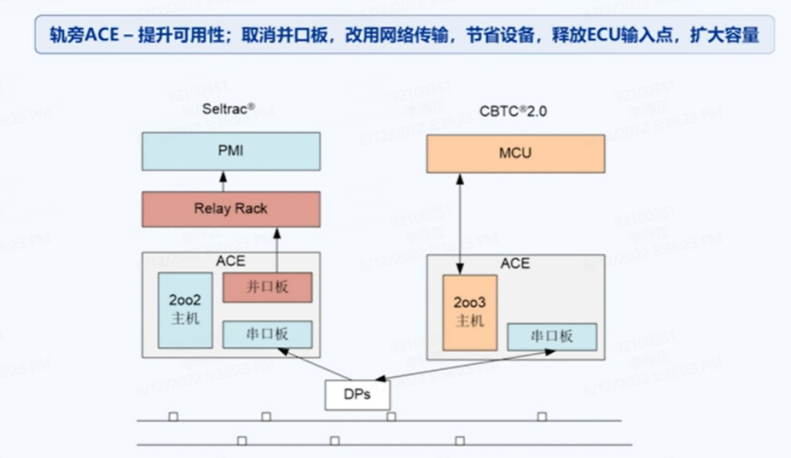 轨旁ACE – 提升可用性；取消并口板，改用网络传输，节省设备，释放ECU输入点，扩大容量
Seltrac®
CBTC®2.0
PMI
MCU
Relay Rack
ACE
ACE
并口板
2oo2
主机
串口板
2oo3
主机
串口板
DPs